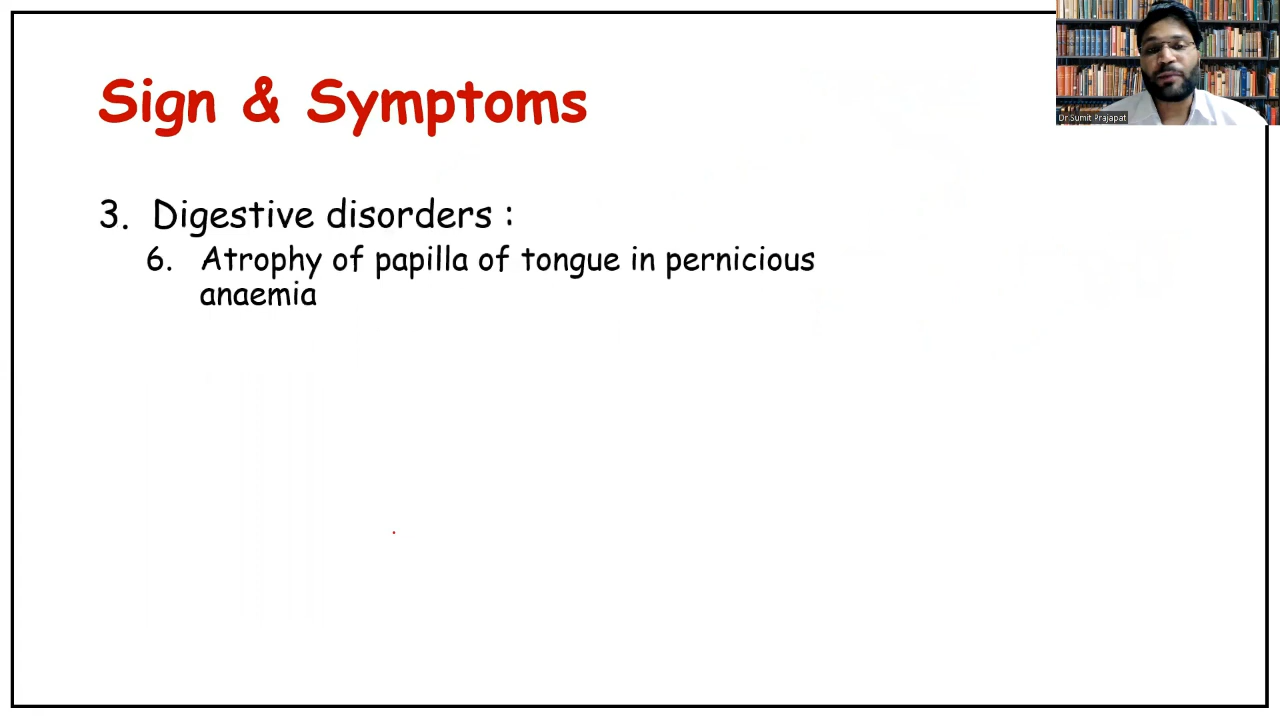 Sign & Symptoms
Dr.Sumit Prajapat
3. Digestive disorders :
6. Atrophy of papilla of tongue in pernicious
anaemia